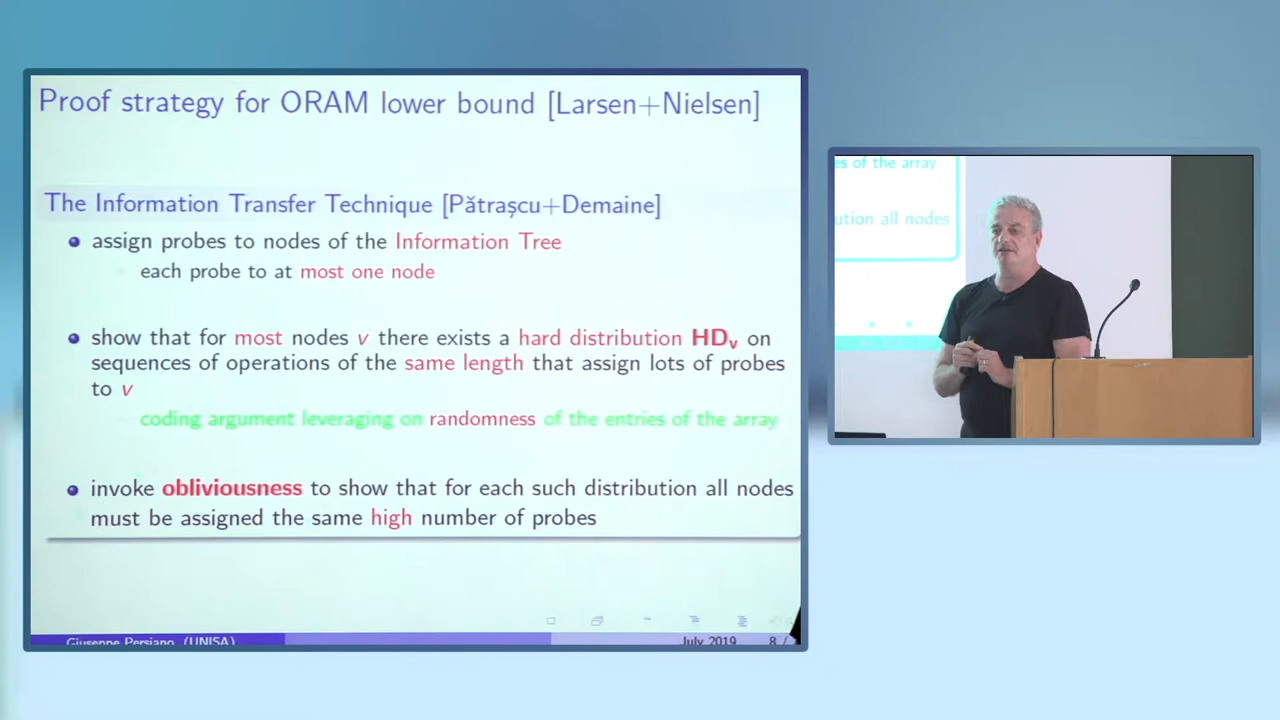 Proof strategy for ORAM lower bound [Larsen+Nielsen]
The Information Transfer Technique [Pătraşcu+Demaine]
assign probes to nodes of the Information Tree
each probe to at most one node
show that for most nodes v there exists a hard distribution HDv on
sequences of operations of the same length that assign lots of probes
to v
coding argument leveraging on randomness of the entries of the array
invoke obliviousness to show that for each such distribution all nodes
must be assigned the same high number of probes
Giuseppe Persiano (UNISA) July 2019 8 /
es of the array
ution all nodes